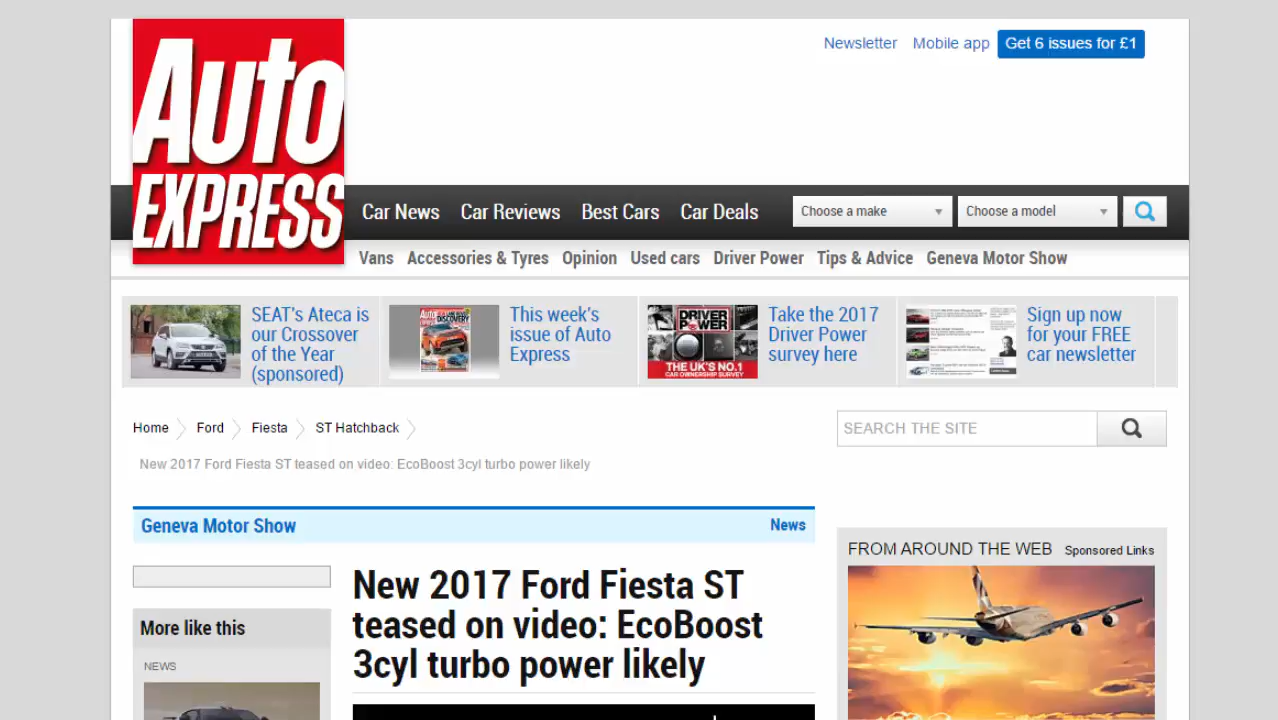 Newsletter Mobile app Get 6 issues for £1
Auto
EXPRESS
Car News Car Reviews Best Cars Car Deals Choose a make Choose a model
Vans Accessories & Tyres Opinion Used cars Driver Power Tips & Advice Geneva Motor Show
SEAT's Ateca is
our Crossover
of the Year
(sponsored)
Auto
EXPRESS
DISCOVERY
This week's
issue of Auto
Express
DRIVER
POWER
THE UK'S NO.1
CAR OWNERSHIP SURVEY
Take the 2017
Driver Power
survey here
Sign up now
for your FREE
car newsletter
Home Ford Fiesta ST Hatchback
SEARCH THE SITE
New 2017 Ford Fiesta ST teased on video: EcoBoost 3cyl turbo power likely
Geneva Motor Show News
FROM AROUND THE WEB Sponsored Links
New 2017 Ford Fiesta ST
teased on video: EcoBoost
3cyl turbo power likely
More like this
NEWS